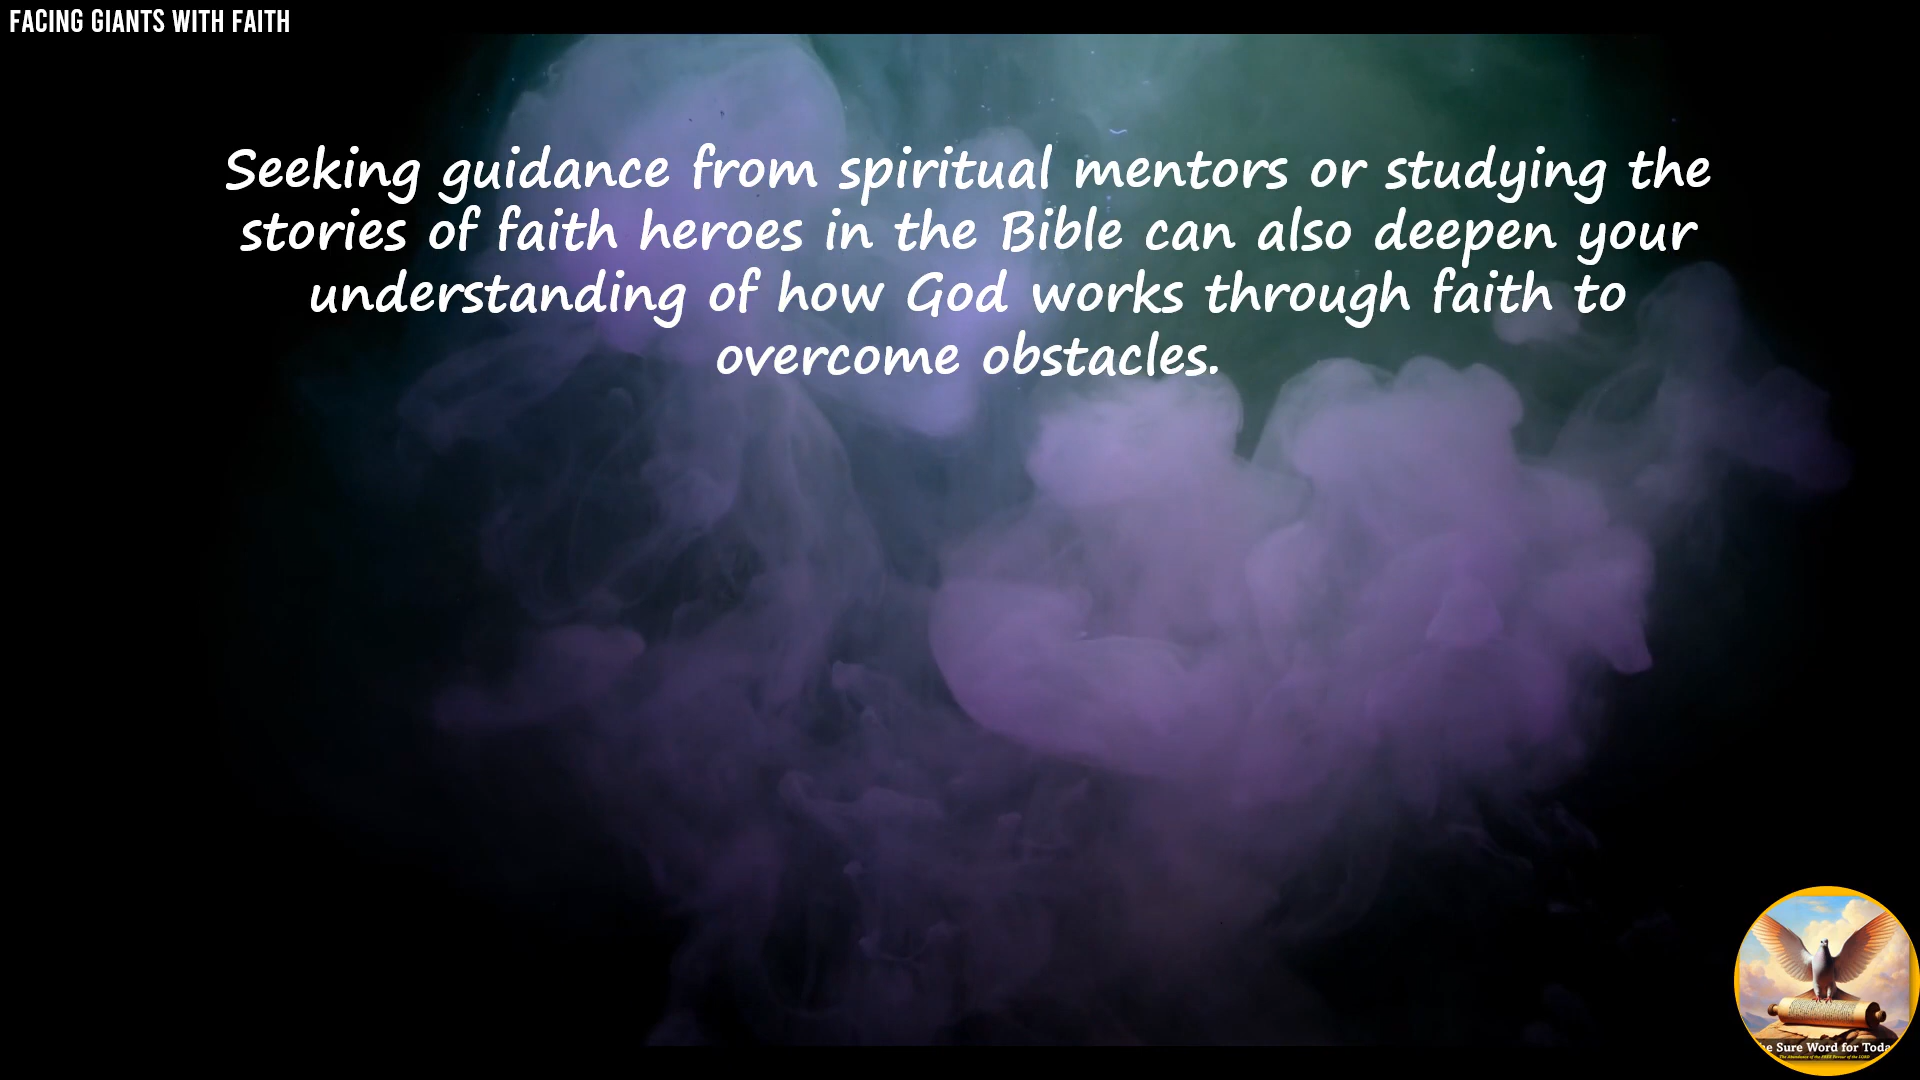 FACING GIANTS WITH FAITH
Seeking guidance from spiritual mentors or studying the
stories of faith heroes in the Bible can also deepen your
understanding of how God works through faith to
overcome obstacles.
Sure Word for